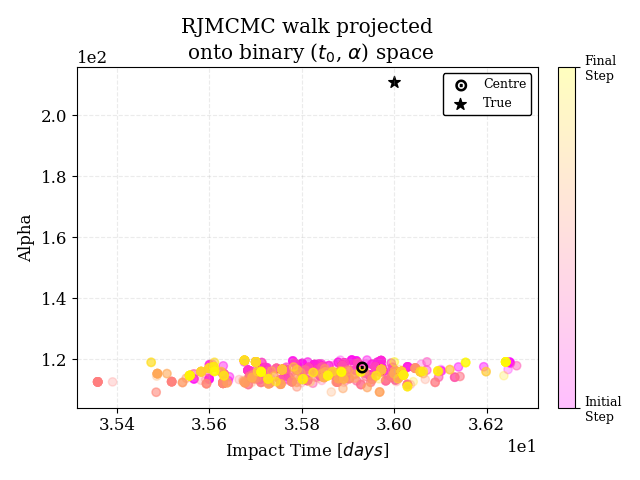 RJMCMC walk projected
onto binary (t₀, α) space
1e2
Centre
True
Final
Step
2.0
1.8
1.6
1.4
1.2
Alpha
Initial
Step
3.54
3.56
3.58
3.60
3.62
1e1
Impact Time [days]